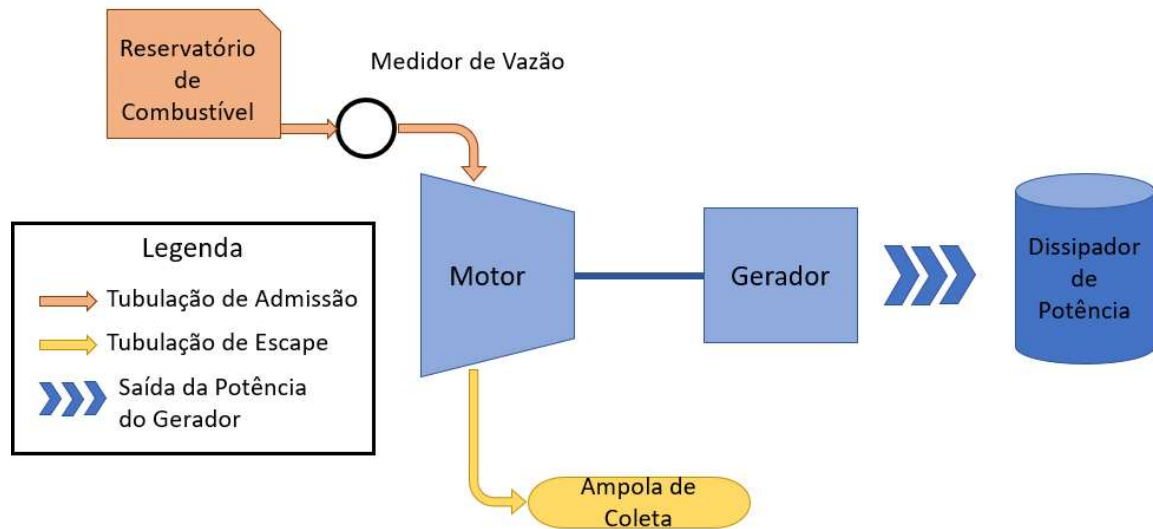 Reservatório
de
Combustível
Medidor de Vazão
Motor
Gerador
Dissipador
de
Potência
Legenda
Tubulação de Admissão
Tubulação de Escape
Saída da Potência
do Gerador
Ampola de
Coleta